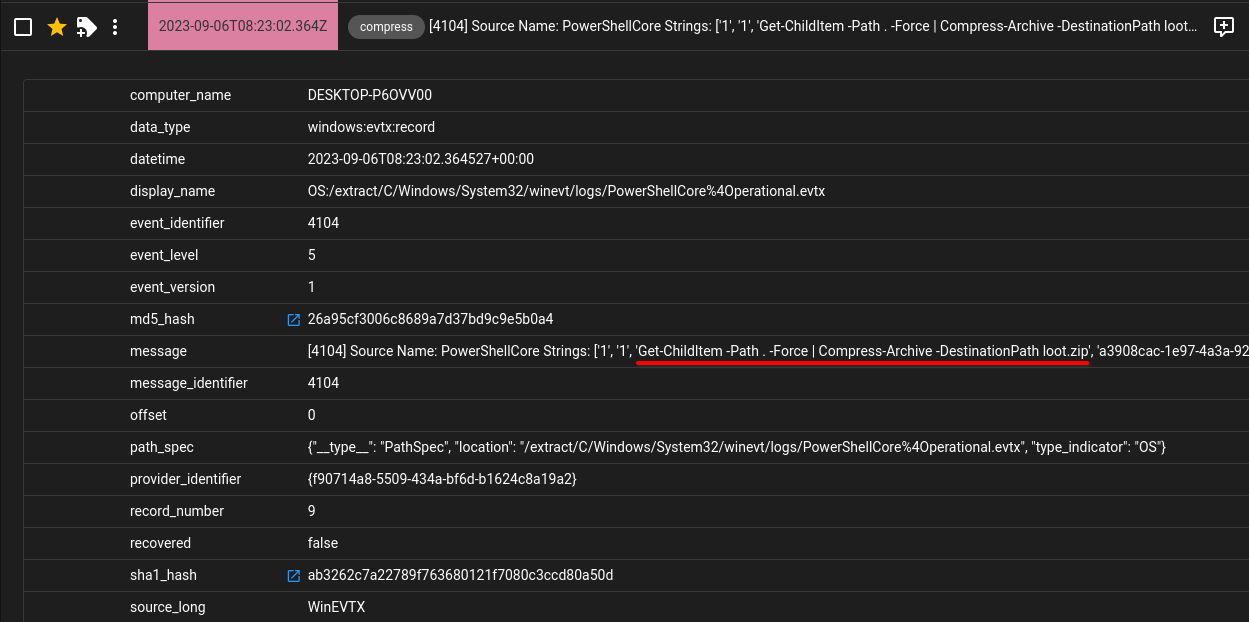 2023-09-06T08:23:02.364Z compress [4104] Source Name: PowerShellCore Strings: ['1', '1', 'Get-ChildItem -Path . -Force | Compress-Archive -DestinationPath loot...
computer_name DESKTOP-P6OVV00
data_type windows:evtx:record
datetime 2023-09-06T08:23:02.364527+00:00
display_name OS:/extract/C/Windows/System32/winevt/logs/PowerShellCore%4Operational.evtx
event_identifier 4104
event_level 5
event_version 1
md5_hash 26a95cf3006c8689a7d37bd9c9e5b0a4
message [4104] Source Name: PowerShellCore Strings: ['1', '1', 'Get-ChildItem -Path . -Force | Compress-Archive -DestinationPath loot.zip', 'a3908cac-1e97-4a3a-92
message_identifier 4104
offset 0
path_spec {"__type__": "PathSpec", "location": "/extract/C/Windows/System32/winevt/logs/PowerShellCore%4Operational.evtx", "type_indicator": "OS"}
provider_identifier {f90714a8-5509-434a-bf6d-b1624c8a19a2}
record_number 9
recovered false
sha1_hash ab3262c7a22789f763680121f7080c3ccd80a50d
source_long WinEVTX